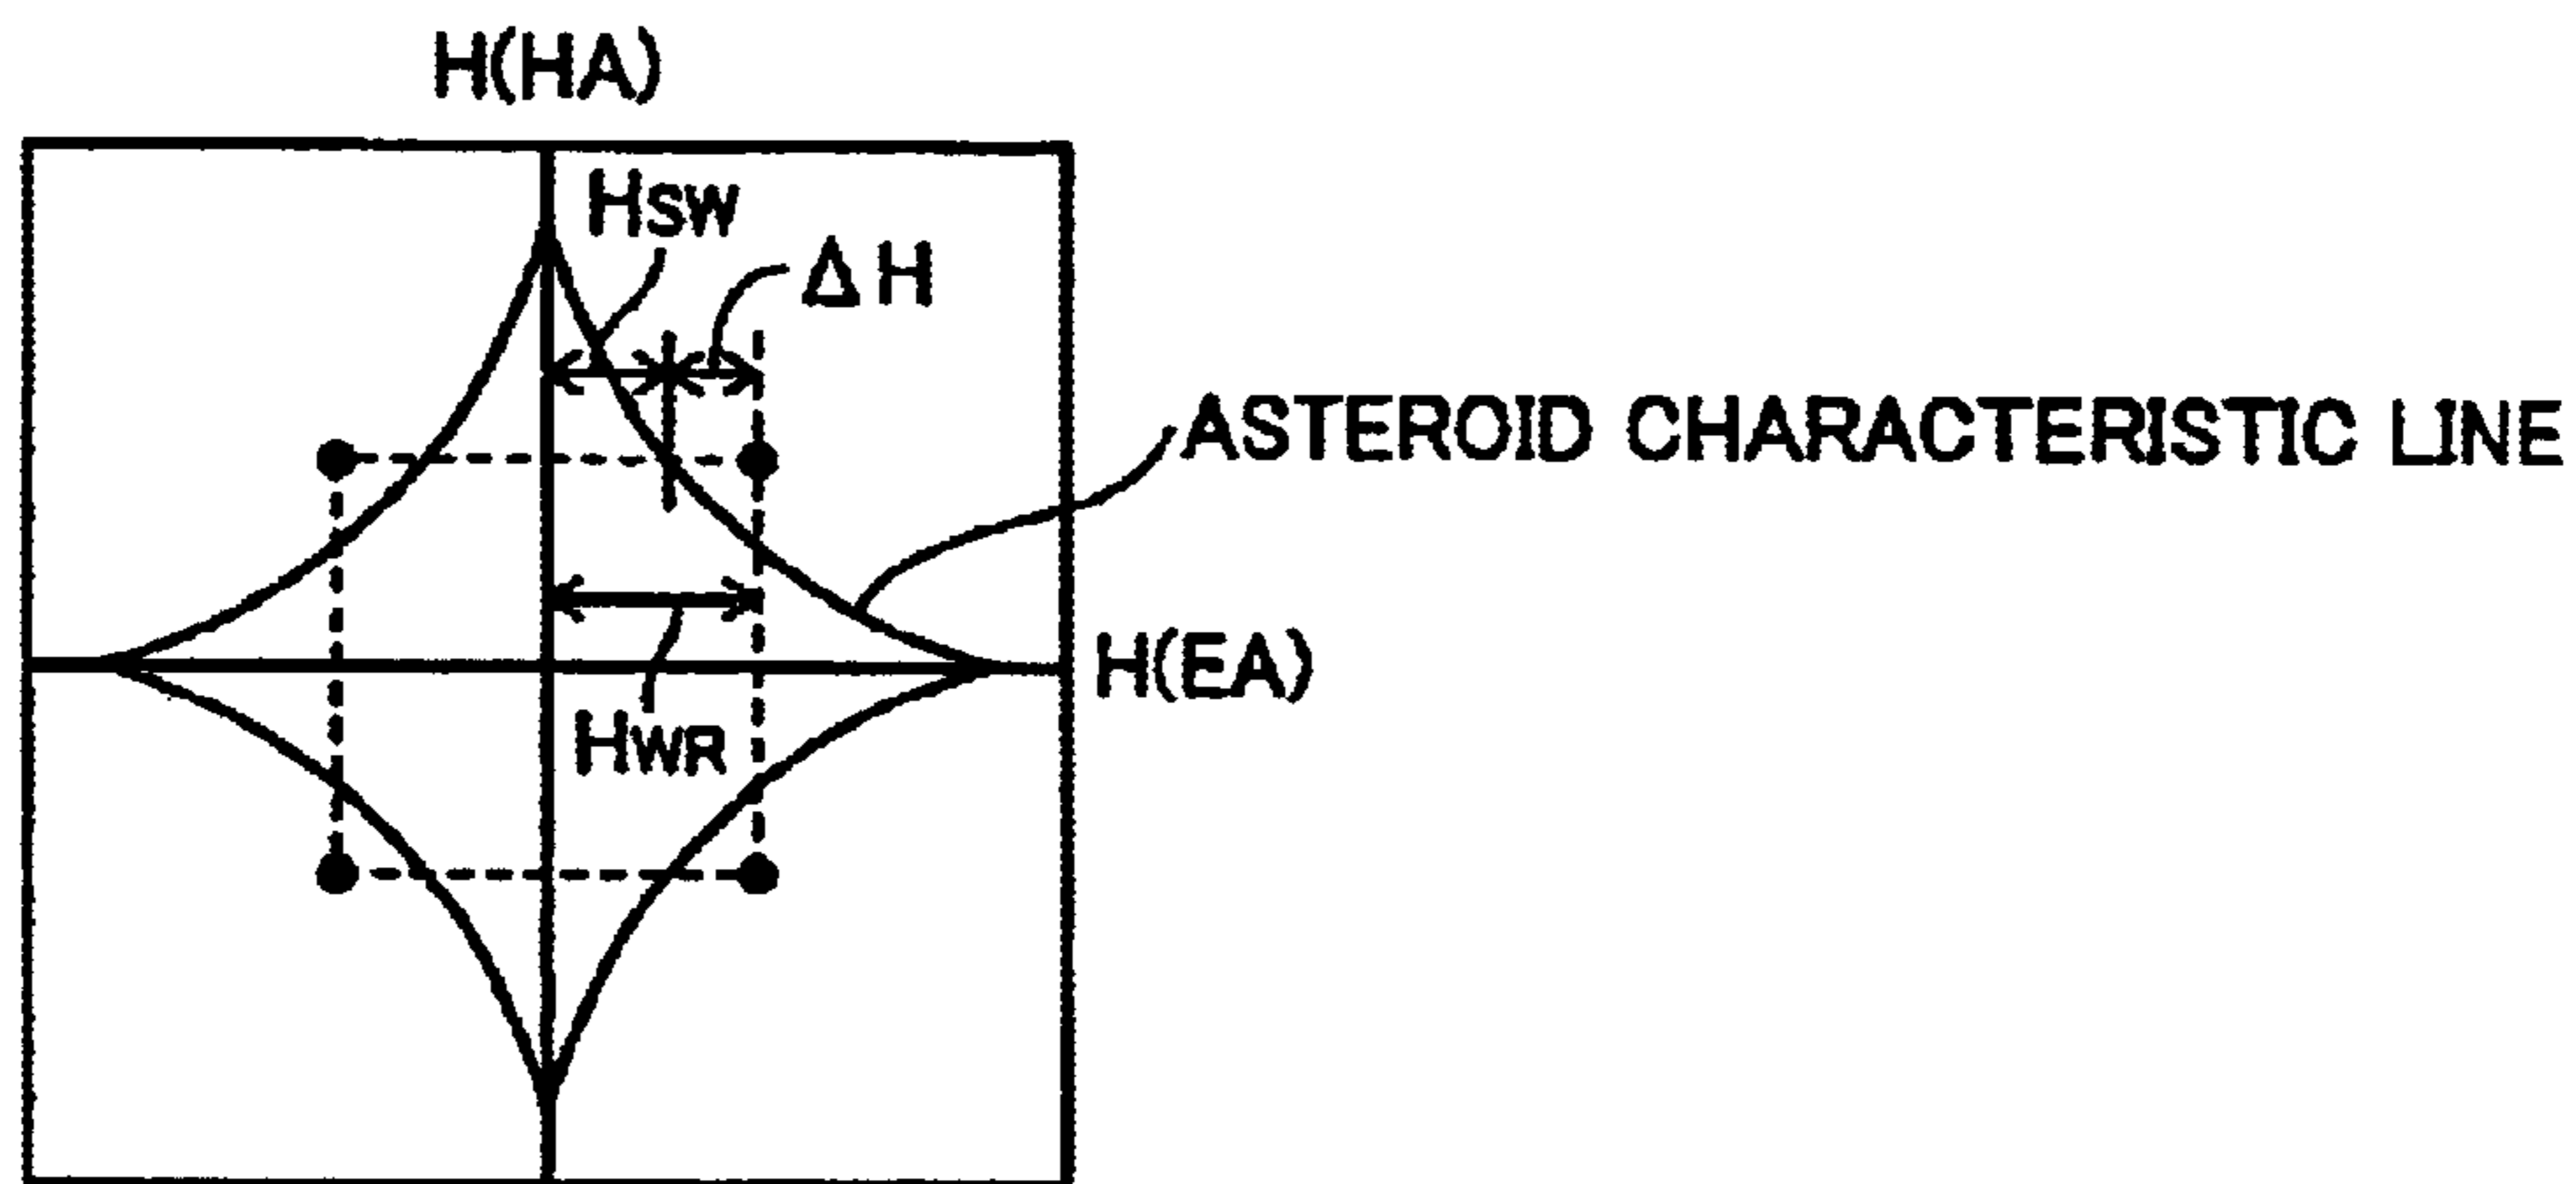 H(HA)
HSW
ΔH
ASTEROID CHARACTERISTIC LINE
H(EA)
HWR